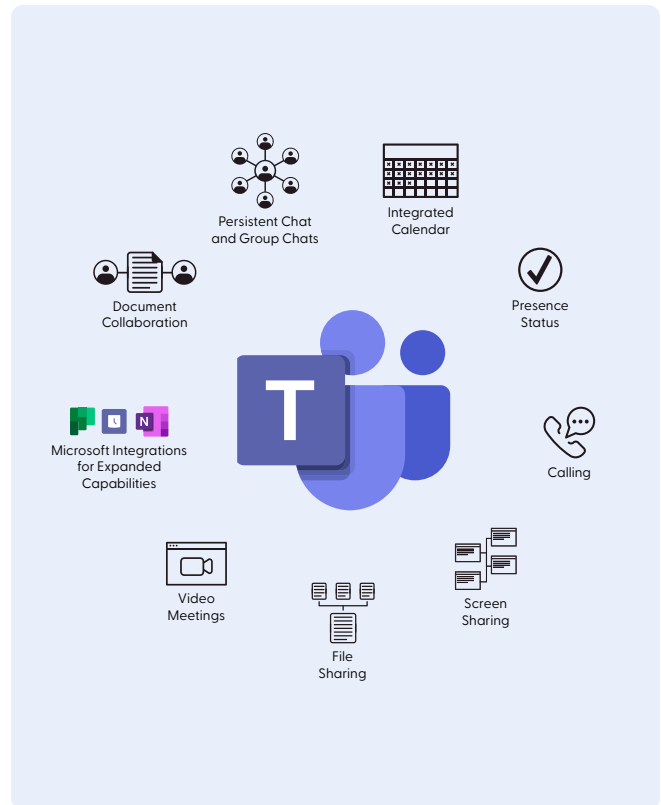 Persistent Chat
and Group Chats
Integrated
Calendar
Document
Collaboration
Presence
Status
T
N
Microsoft Integrations
for Expanded
Capabilities
Calling
Video
Meetings
Screen
Sharing
File
Sharing